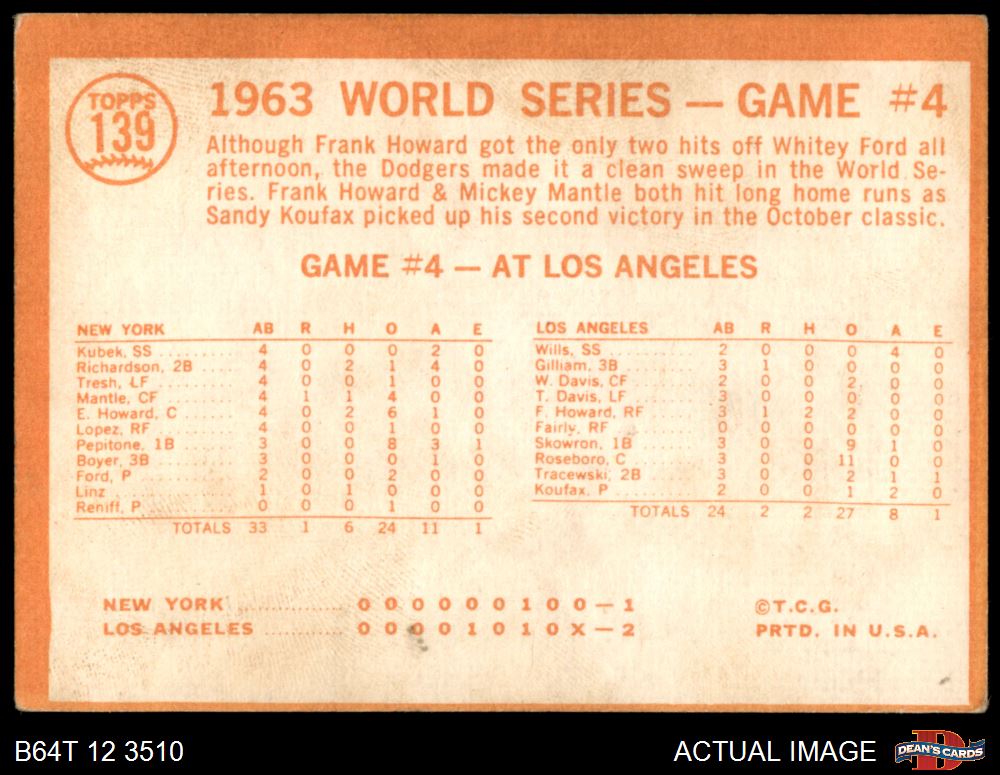 TOPPS
139
1963 WORLD SERIES — GAME #4
Although Frank Howard got the only two hits off Whitey Ford all
afternoon, the Dodgers made it a clean sweep in the World Se-
ries. Frank Howard & Mickey Mantle both hit long home runs as
Sandy Koufax picked up his second victory in the October classic.
GAME #4 — AT LOS ANGELES
NEW YORK AB R H O A E
Kubek, SS ......... 4 0 0 0 2 0
Richardson, 2B ..... 4 0 2 1 4 0
Tresh, LF ......... 4 0 0 1 0 0
Mantle, CF ........ 4 1 1 4 0 0
E. Howard, C ...... 4 0 2 6 1 0
Lopez, RF ......... 4 0 0 1 0 0
Pepitone, 1B ....... 3 0 0 8 3 1
Boyer, 3B ......... 3 0 0 0 1 0
Ford, P ........... 2 0 0 2 0 0
Linz .............. 1 0 1 0 0 0
Reniff, P .......... 0 0 0 1 0 0
TOTALS 33 1 6 24 11 1
LOS ANGELES AB R H O A E
Wills, SS .......... 2 0 0 0 4 0
Gilliam, 3B ........ 3 1 0 0 0 0
W. Davis, CF ...... 2 0 0 2 0 0
T. Davis, LF ....... 3 0 0 0 0 0
F. Howard, RF ..... 3 1 2 2 0 0
Fairly, RF ......... 0 0 0 0 0 0
Skowron, 1B ....... 3 0 0 9 1 0
Roseboro, C ....... 3 0 0 11 0 0
Tracewski, 2B ...... 3 0 0 2 1 1
Koufax, P ......... 2 0 0 1 2 0
TOTALS 24 2 2 27 8 1
NEW YORK .............. 0 0 0 0 0 0 1 0 0 — 1
LOS ANGELES ........... 0 0 0 0 1 0 1 0 X — 2
©T.C.G.
PRTD. IN U.S.A.
B64T 12 3510
ACTUAL IMAGE
DEAN'S CARDS